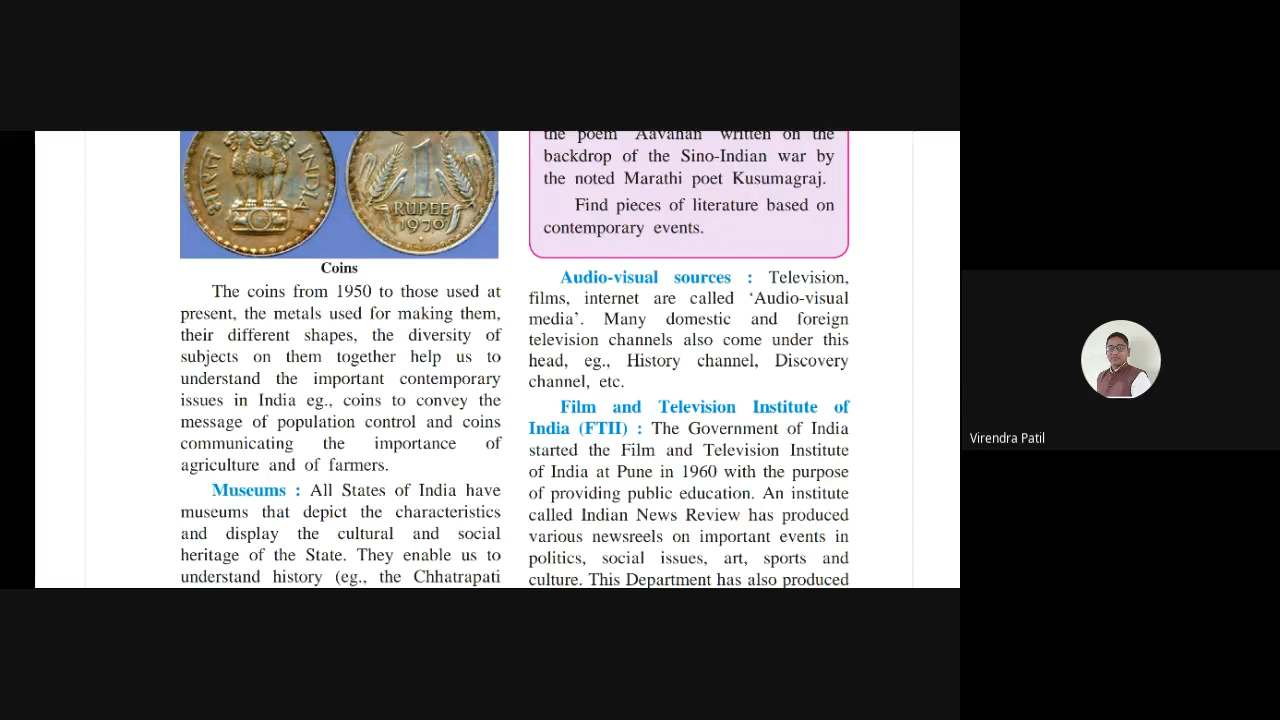 भारत
INDIA
1
RUPEE
1970
Coins
The coins from 1950 to those used at
present, the metals used for making them,
their different shapes, the diversity of
subjects on them together help us to
understand the important contemporary
issues in India eg., coins to convey the
message of population control and coins
communicating the importance of
agriculture and of farmers.
Museums : All States of India have
museums that depict the characteristics
and display the cultural and social
heritage of the State. They enable us to
understand history (eg., the Chhatrapati
the poem 'Aavahan' written on the
backdrop of the Sino-Indian war by
the noted Marathi poet Kusumagraj.
Find pieces of literature based on
contemporary events.
Audio-visual sources : Television,
films, internet are called ‘Audio-visual
media’. Many domestic and foreign
television channels also come under this
head, eg., History channel, Discovery
channel, etc.
Film and Television Institute of
India (FTII) : The Government of India
started the Film and Television Institute
of India at Pune in 1960 with the purpose
of providing public education. An institute
called Indian News Review has produced
various newsreels on important events in
politics, social issues, art, sports and
culture. This Department has also produced
Virendra Patil